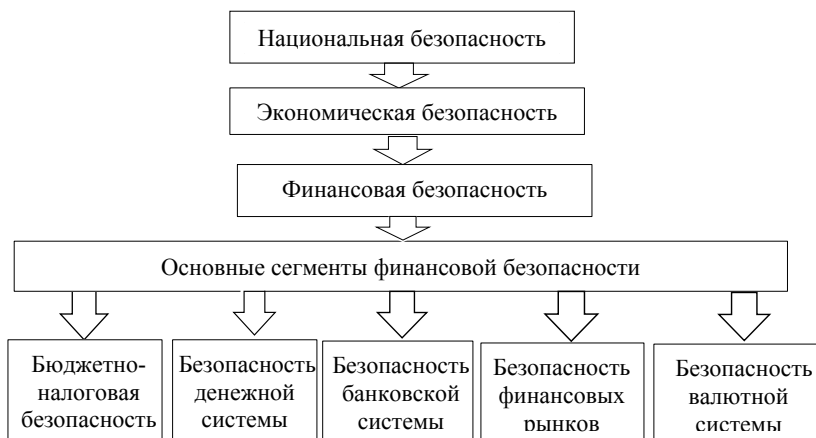 Национальная безопасность
Экономическая безопасность
Финансовая безопасность
Основные сегменты финансовой безопасности
Бюджетно-
налоговая
безопасность
Безопасность
денежной
системы
Безопасность
банковской
системы
Безопасность
финансовых
рынков
Безопасность
валютной
системы